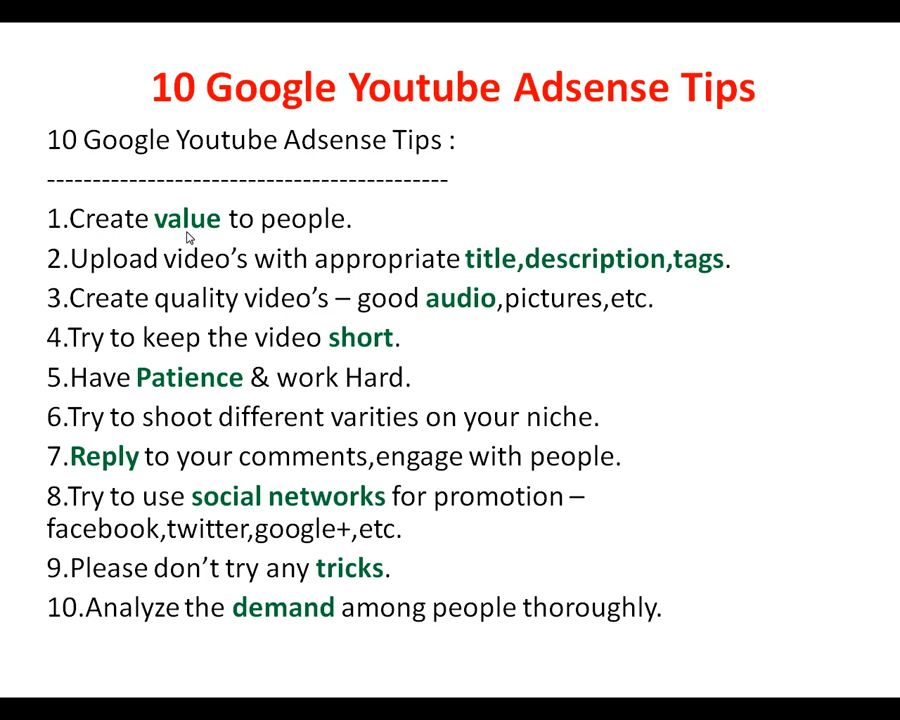 10 Google Youtube Adsense Tips
10 Google Youtube Adsense Tips :
--------------------------------------------
1.Create value to people.
2.Upload video’s with appropriate title,description,tags.
3.Create quality video’s – good audio,pictures,etc.
4.Try to keep the video short.
5.Have Patience & work Hard.
6.Try to shoot different varities on your niche.
7.Reply to your comments,engage with people.
8.Try to use social networks for promotion –
facebook,twitter,google+,etc.
9.Please don’t try any tricks.
10.Analyze the demand among people thoroughly.